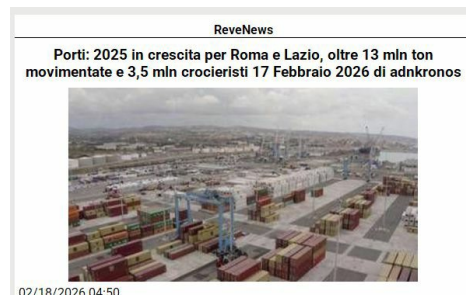 ReveNews
Porti: 2025 in crescita per Roma e Lazio, oltre 13 mln ton
movimentate e 3,5 mln crocieristi 17 Febbraio 2026 di adnkronos
02/18/2026 04:50